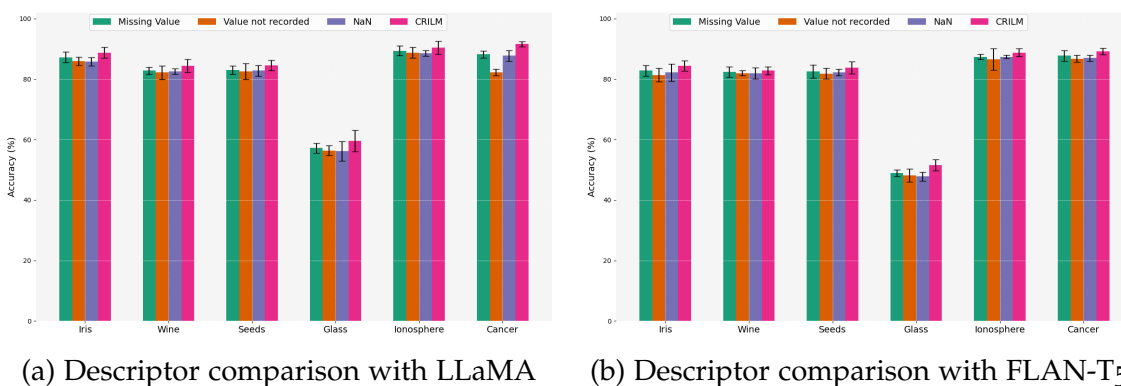 100
80
60
40
20
0
Accuracy (%)
Missing Value Value not recorded NaN CRILM
Iris Wine Seeds Glass Ionosphere Cancer
(a) Descriptor comparison with LLaMA
100
80
60
40
20
0
Accuracy (%)
Missing Value Value not recorded NaN CRILM
Iris Wine Seeds Glass Ionosphere Cancer
(b) Descriptor comparison with FLAN-T5